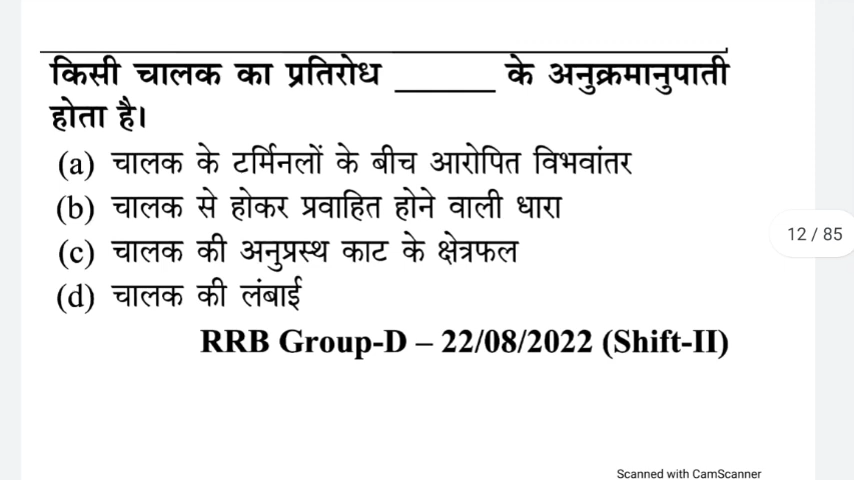 किसी चालक का प्रतिरोध ______ के अनुक्रमानुपाती
होता है।
(a) चालक के टर्मिनलों के बीच आरोपित विभवांतर
(b) चालक से होकर प्रवाहित होने वाली धारा
(c) चालक की अनुप्रस्थ काट के क्षेत्रफल
(d) चालक की लंबाई
12 / 85
RRB Group-D – 22/08/2022 (Shift-II)
Scanned with CamScanner